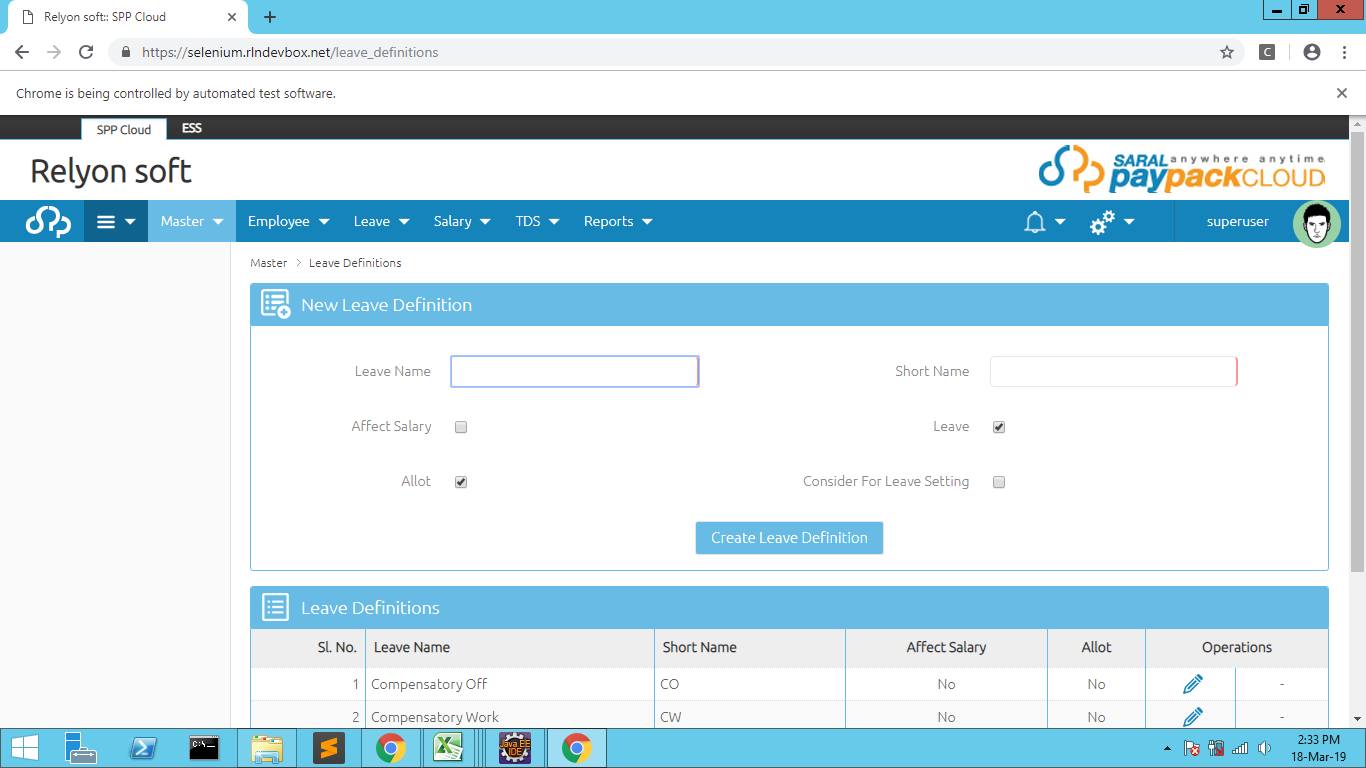 Relyon soft:: SPP Cloud
https://selenium.rlndevbox.net/leave_definitions
C
Chrome is being controlled by automated test software.
SPP Cloud ESS
Relyon soft
SARAL anywhere anytime
paypackCLOUD
Master Employee Leave Salary TDS Reports superuser
Master > Leave Definitions
New Leave Definition
Leave Name Short Name
Affect Salary Leave
Allot Consider For Leave Setting
Create Leave Definition
Leave Definitions
Sl. No. Leave Name Short Name Affect Salary Allot Operations
1 Compensatory Off CO No No -
2 Compensatory Work CW No No -
C:\_
Java EE
IDE
2:33 PM
18-Mar-19